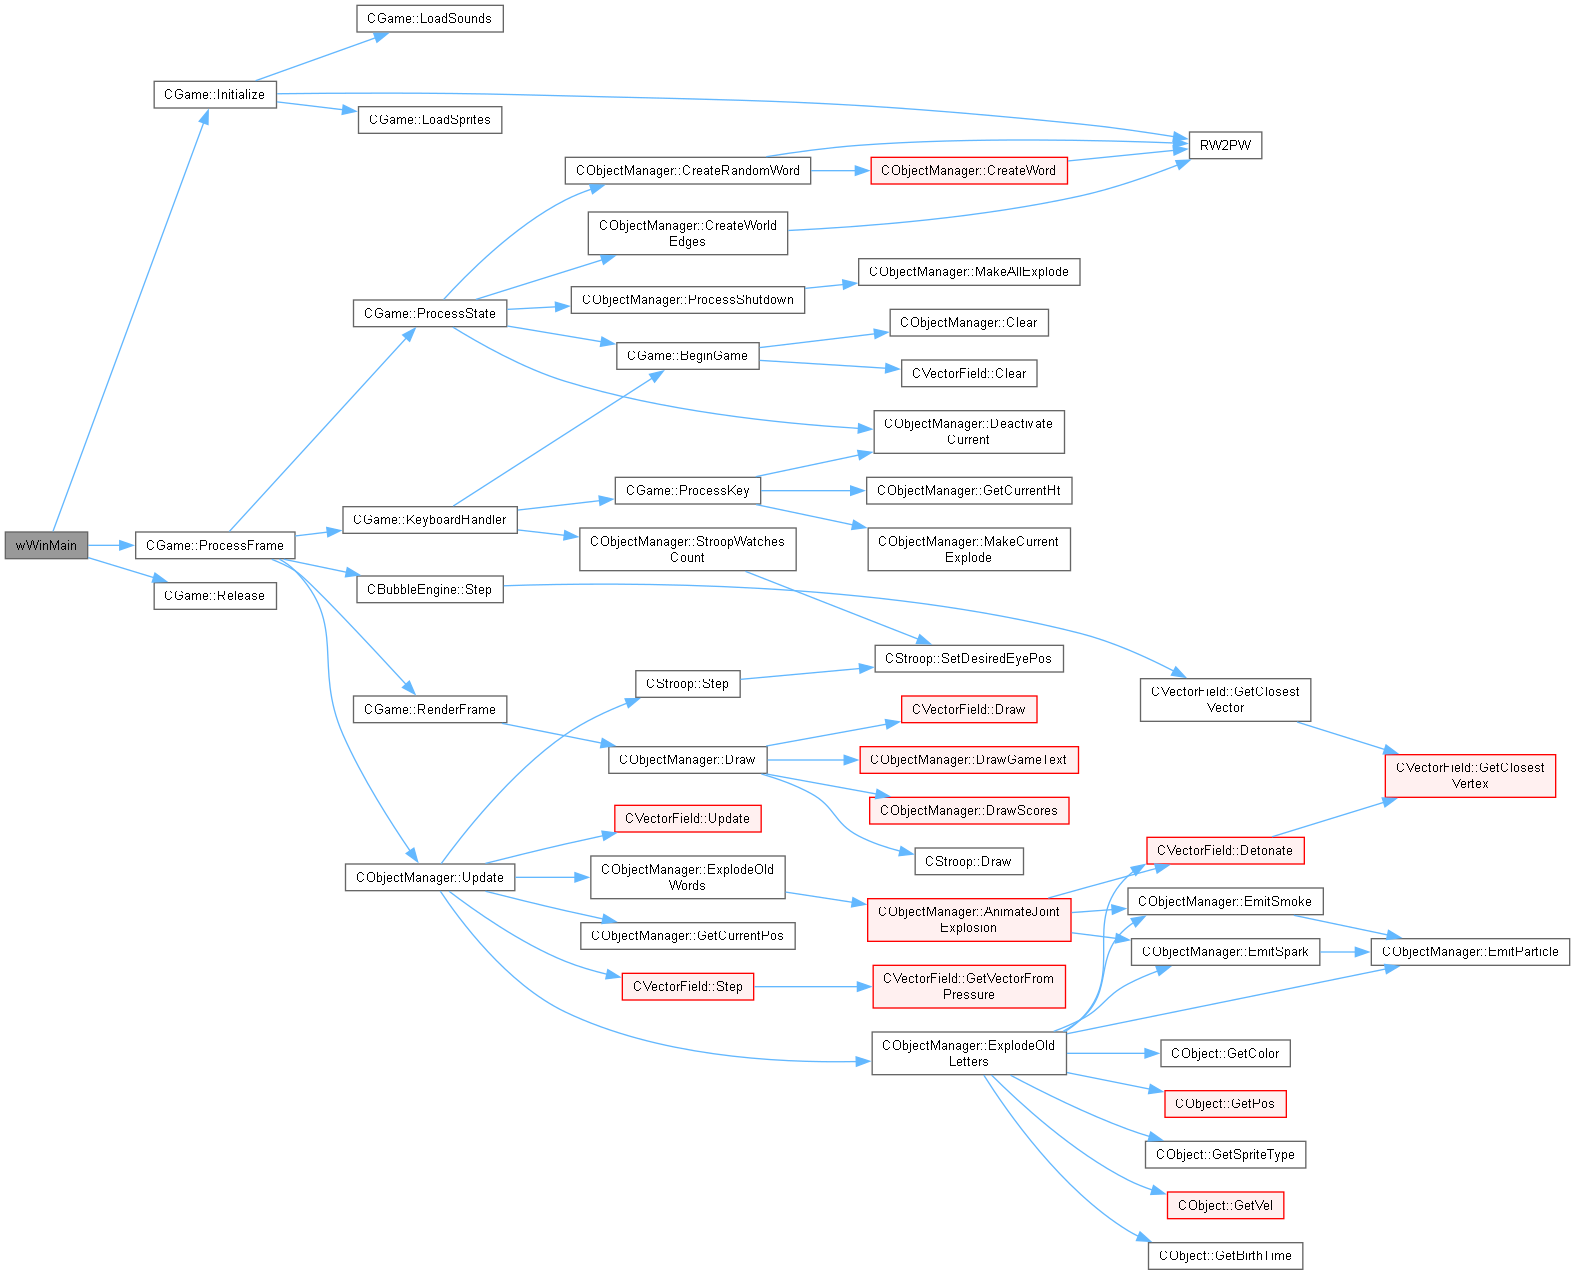 CGame::LoadSounds
CGame::Initialize
CGame::LoadSprites
RW2PW
CObjectManager::CreateRandomWord
CObjectManager::CreateWord
CObjectManager::CreateWorld
Edges
CObjectManager::MakeAllExplode
CObjectManager::ProcessShutdown
CGame::ProcessState
CObjectManager::Clear
CGame::BeginGame
CVectorField::Clear
CObjectManager::Deactivate
Current
CGame::ProcessKey
CObjectManager::GetCurrentHt
CGame::KeyboardHandler
wWinMain
CGame::ProcessFrame
CObjectManager::StroopWatches
Count
CObjectManager::MakeCurrent
Explode
CBubbleEngine::Step
CGame::Release
CStroop::SetDesiredEyePos
CStroop::Step
CVectorField::GetClosest
Vector
CGame::RenderFrame
CVectorField::Draw
CObjectManager::Draw
CObjectManager::DrawGameText
CVectorField::GetClosest
Vertex
CObjectManager::DrawScores
CVectorField::Update
CVectorField::Detonate
CStroop::Draw
CObjectManager::Update
CObjectManager::ExplodeOld
Words
CObjectManager::EmitSmoke
CObjectManager::AnimateJoint
Explosion
CObjectManager::GetCurrentPos
CObjectManager::EmitSpark
CObjectManager::EmitParticle
CVectorField::Step
CVectorField::GetVectorFrom
Pressure
CObjectManager::ExplodeOld
Letters
CObject::GetColor
CObject::GetPos
CObject::GetSpriteType
CObject::GetVel
CObject::GetBirthTime